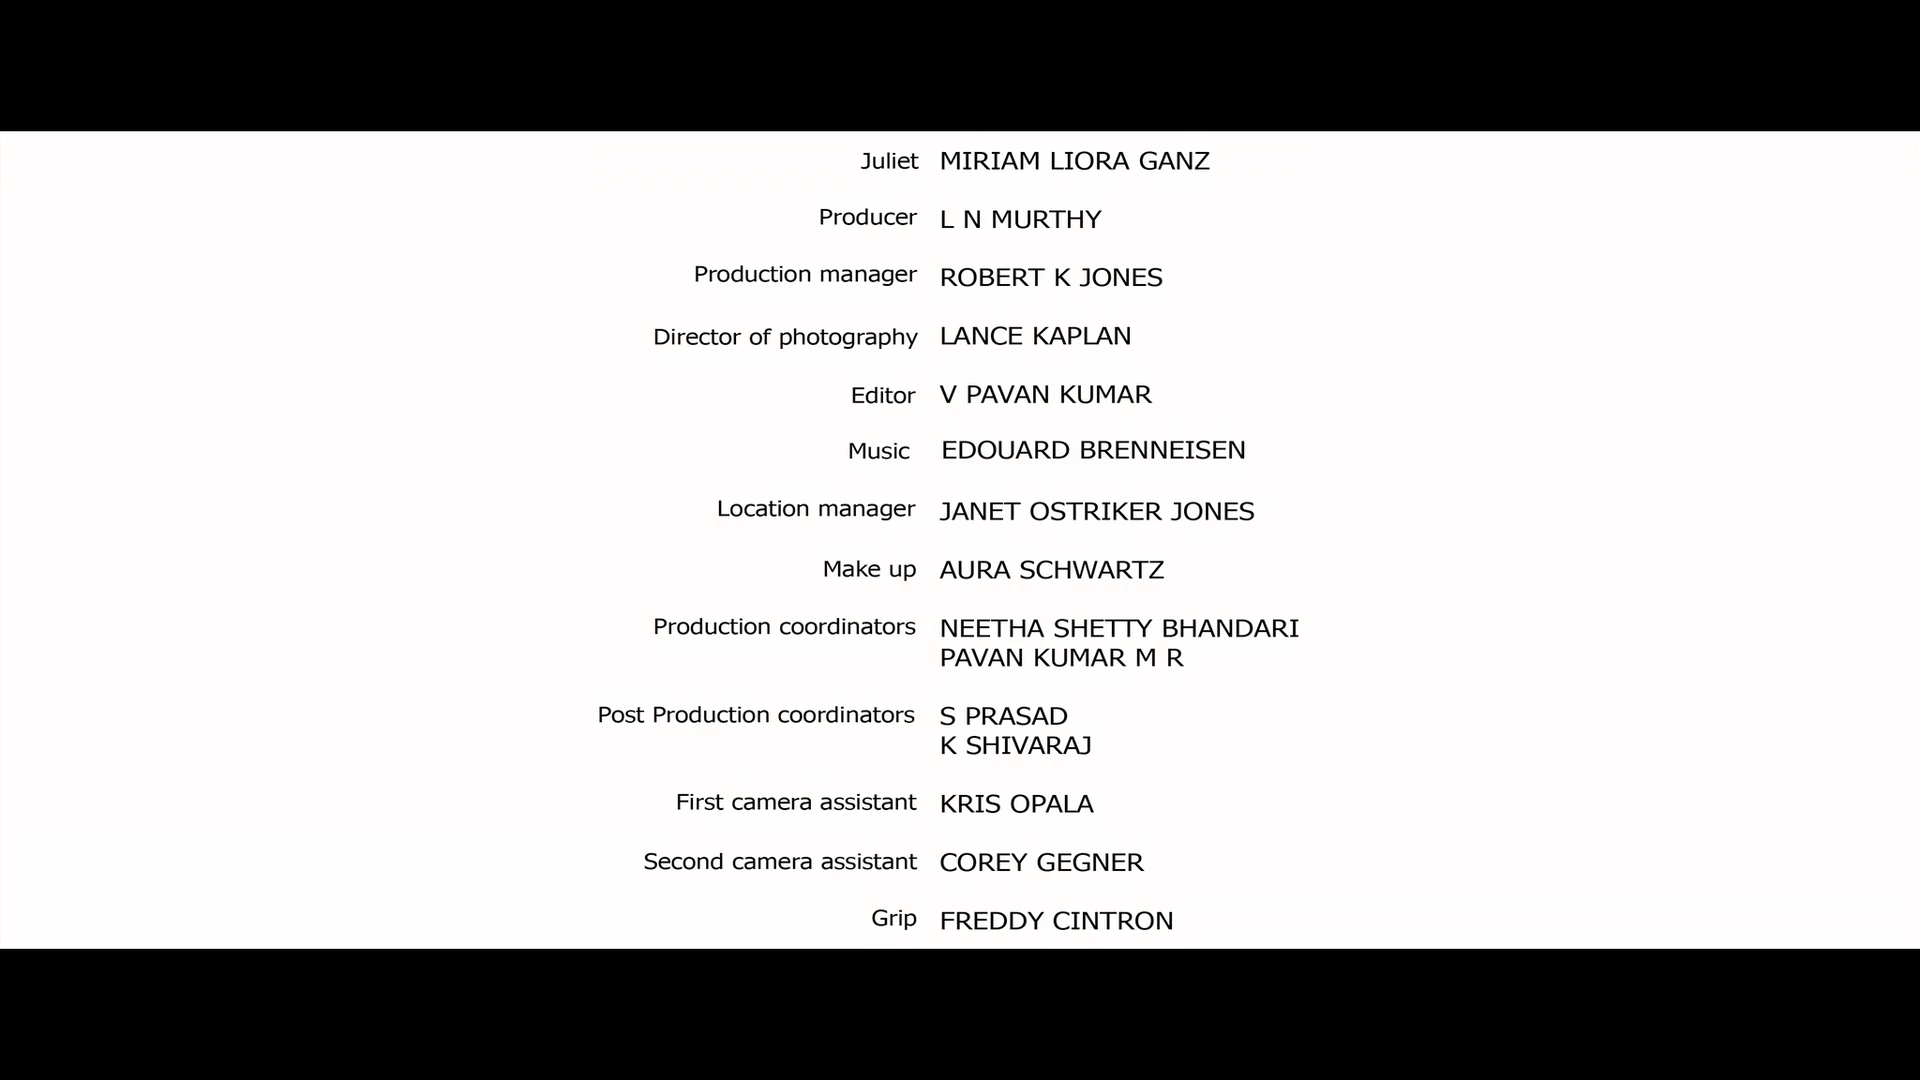 Juliet MIRIAM LIORA GANZ
Producer L N MURTHY
Production manager ROBERT K JONES
Director of photography LANCE KAPLAN
Editor V PAVAN KUMAR
Music EDOUARD BRENNEISEN
Location manager JANET OSTRIKER JONES
Make up AURA SCHWARTZ
Production coordinators NEETHA SHETTY BHANDARI
PAVAN KUMAR M R
Post Production coordinators S PRASAD
K SHIVARAJ
First camera assistant KRIS OPALA
Second camera assistant COREY GEGNER
Grip FREDDY CINTRON